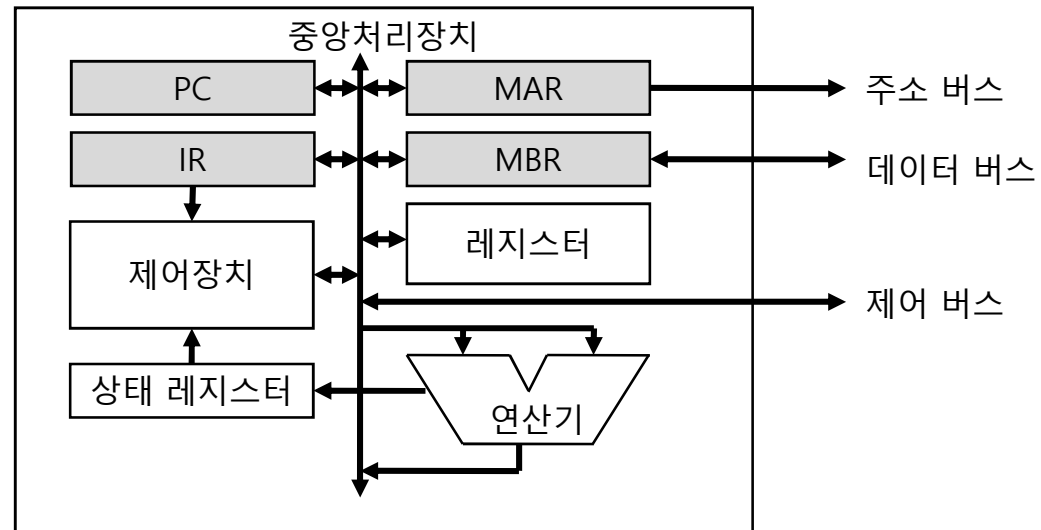 중앙처리장치
PC
MAR
주소 버스
IR
MBR
데이터 버스
레지스터
제어장치
제어 버스
상태 레지스터
연산기